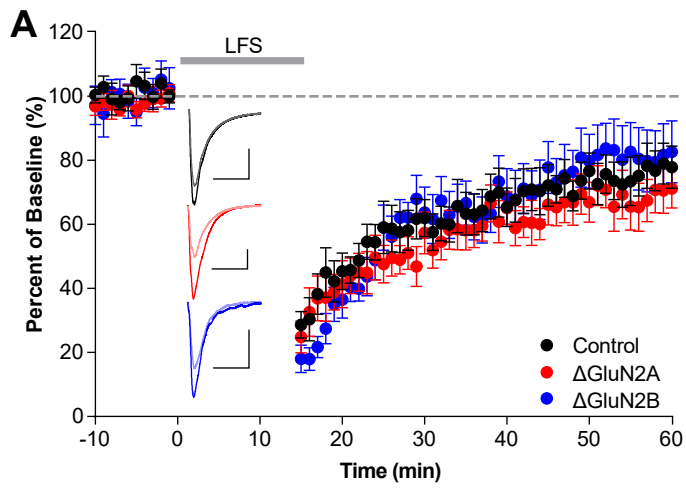 A
LFS
Percent of Baseline (%)
120
100
80
60
40
20
0
-10
0
10
20
30
40
50
60
Time (min)
Control
ΔGluN2A
ΔGluN2B